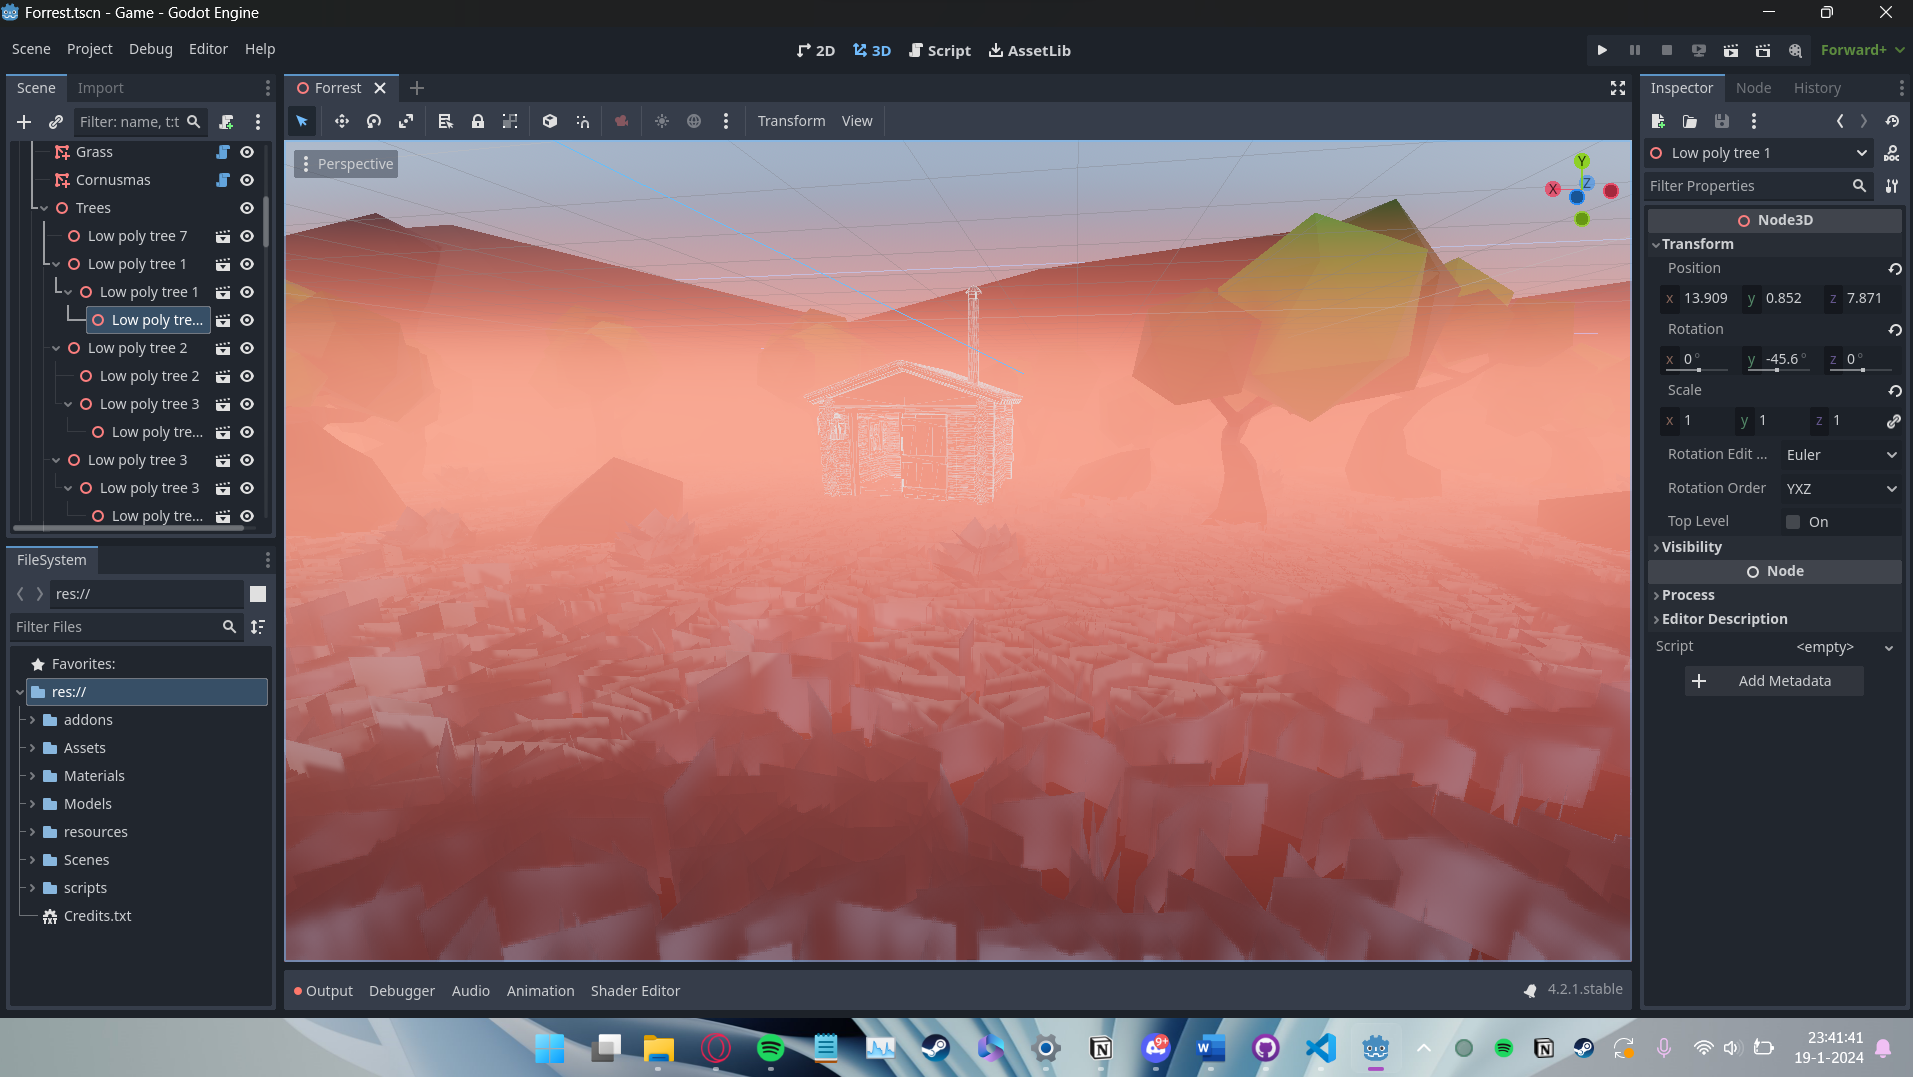 Forrest.tscn - Game - Godot Engine
Scene Project Debug Editor Help
2D 3D Script AssetLib
Forward+
Scene Import
Filter: name, t:t
Grass
Cornusmas
Trees
Low poly tree 7
Low poly tree 1
Low poly tree 1
Low poly tre...
Low poly tree 2
Low poly tree 2
Low poly tree 3
Low poly tre...
Low poly tree 3
Low poly tree 3
Low poly tre...
FileSystem
res://
Filter Files
Favorites:
res://
addons
Assets
Materials
Models
resources
Scenes
scripts
TXT
Credits.txt
Forrest
Transform View
Perspective
Y
X Z
Output Debugger Audio Animation Shader Editor
4.2.1.stable
Inspector Node History
Low poly tree 1
DOC
Filter Properties
Node3D
Transform
Position
x 13.909 y 0.852 z 7.871
Rotation
x 0° y -45.6° z 0°
Scale
x 1 y 1 z 1
Rotation Edit ... Euler
Rotation Order YXZ
Top Level On
Visibility
Node
Process
Editor Description
Script <empty>
Add Metadata
9+
W
23:41:41
19-1-2024